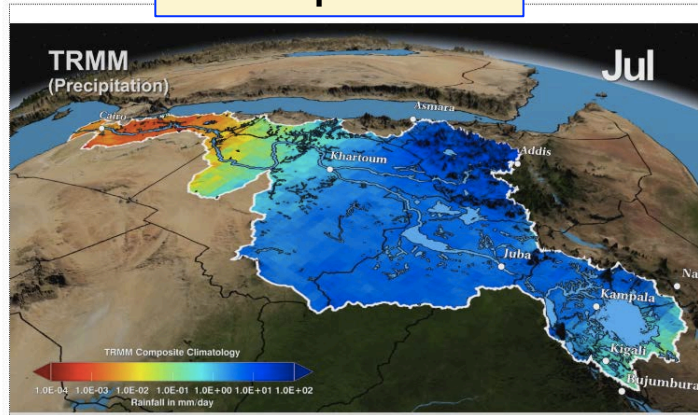 TRMM
(Precipitation)
Jul
Cairo
Asmara
Khartoum
Addis
Juba
Kampala
Kigali
Bujumbura
TRMM Composite Climatology
1.0E-04 1.0E-03 1.0E-02 1.0E-01 1.0E+00 1.0E+01 1.0E+02
Rainfall in mm/day